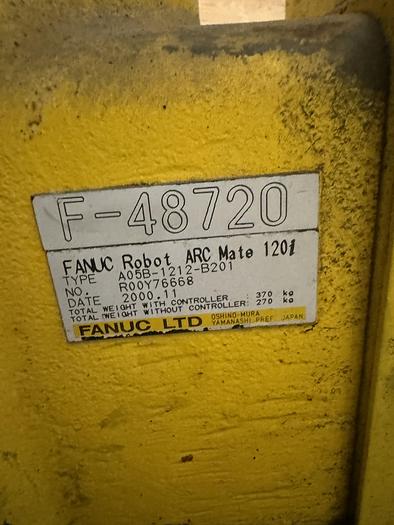 F-48720
FANUC Robot ARC Mate 120i
TYPE A05B-1212-B201
NO. R00Y76668
DATE 2000.11
TOTAL WEIGHT WITH CONTROLLER : 370 kg
TOTAL WEIGHT WITHOUT CONTROLLER: 270 kg
FANUC LTD OSHINO-MURA
YAMANASHI PREF. JAPAN